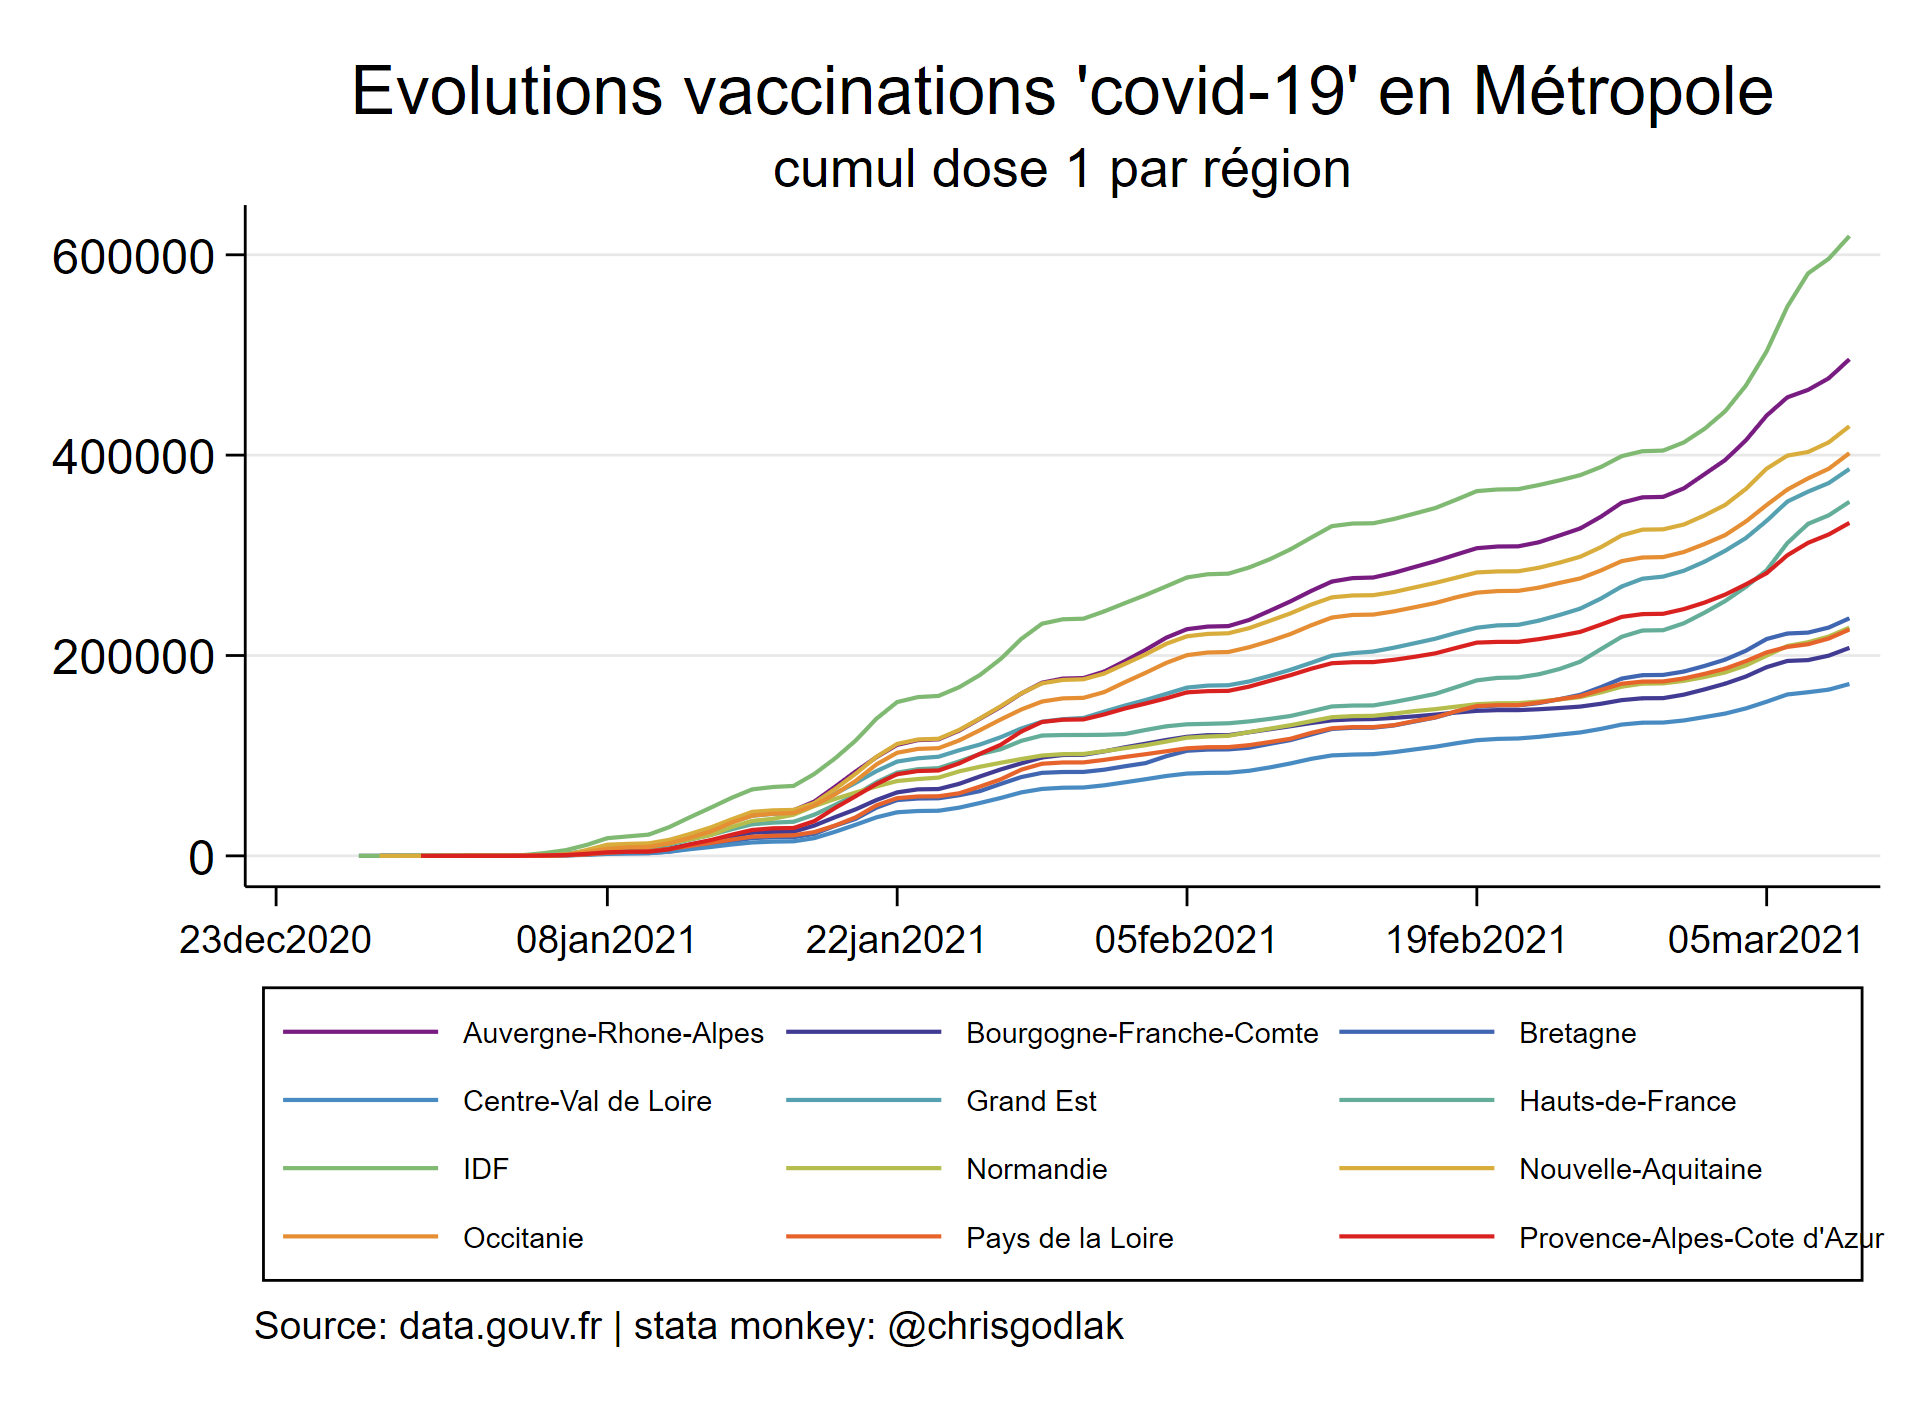 Evolutions vaccinations 'covid-19' en Métropole
cumul dose 1 par région
600000
400000
200000
0
23dec2020 08jan2021 22jan2021 05feb2021 19feb2021 05mar2021
Auvergne-Rhone-Alpes Bourgogne-Franche-Comte Bretagne
Centre-Val de Loire Grand Est Hauts-de-France
IDF Normandie Nouvelle-Aquitaine
Occitanie Pays de la Loire Provence-Alpes-Cote d'Azur
Source: data.gouv.fr | stata monkey: @chrisgodlak